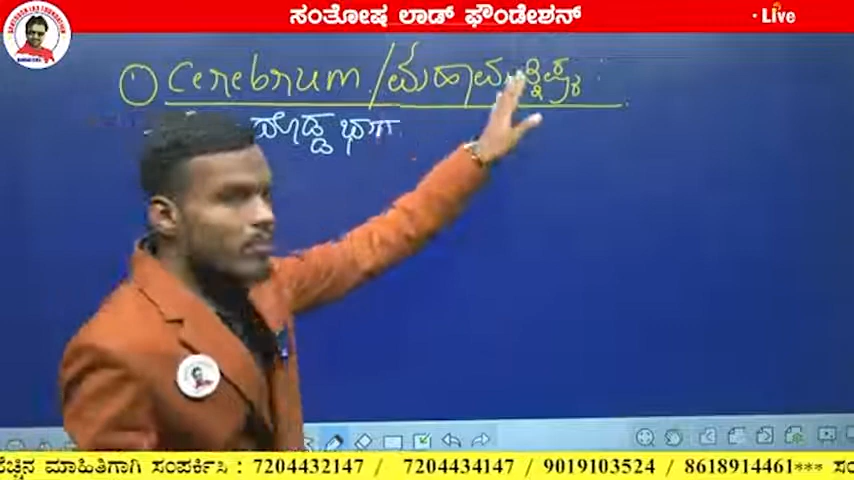 ಸಂತೋಷ ಲಾಡ್ ಫೌಂಡೇಶನ್
Live
① Cerebrum / ಮಹಾಮಸ್ತಿಷ್ಕ
ದೊಡ್ಡ ಭಾಗ
ಹೆಚ್ಚಿನ ಮಾಹಿತಿಗಾಗಿ ಸಂಪರ್ಕಿಸಿ : 7204432147 / 7204434147 / 9019103524 / 8618914461***